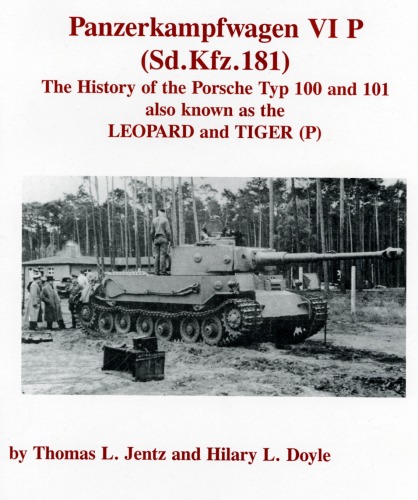 Panzerkampfwagen VI P
(Sd.Kfz.181)
The History of the Porsche Typ 100 and 101
also known as the
LEOPARD and TIGER (P)
by Thomas L. Jentz and Hilary L. Doyle